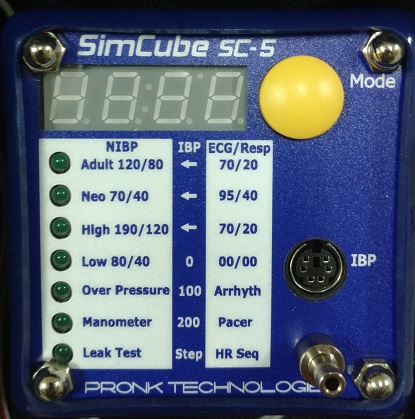 SimCube SC-5
Mode
NIBP IBP ECG/Resp
Adult 120/80 ← 70/20
Neo 70/40 ← 95/40
High 190/120 ← 70/20
Low 80/40 0 00/00
IBP
Over Pressure 100 Arrhyth
Manometer 200 Pacer
Leak Test Step HR Seq
PRONK TECHNOLOGIE